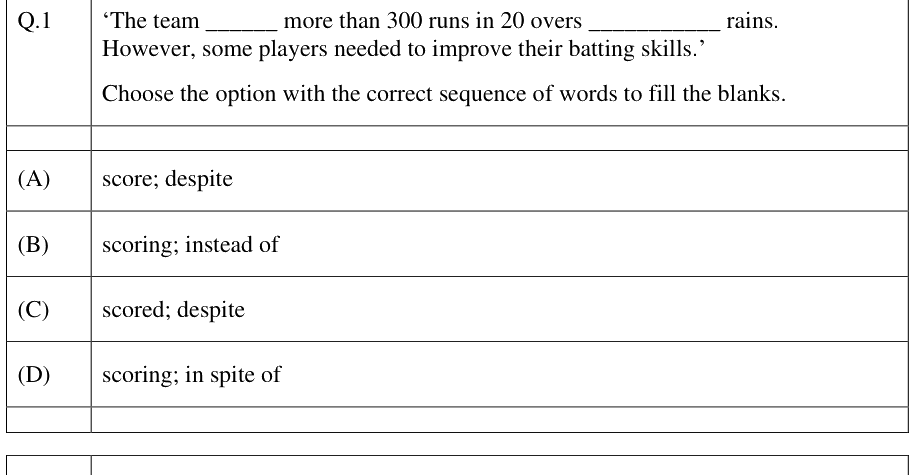 Q.1 ‘The team ______ more than 300 runs in 20 overs ___________ rains.
However, some players needed to improve their batting skills.’
Choose the option with the correct sequence of words to fill the blanks.
(A) score; despite
(B) scoring; instead of
(C) scored; despite
(D) scoring; in spite of